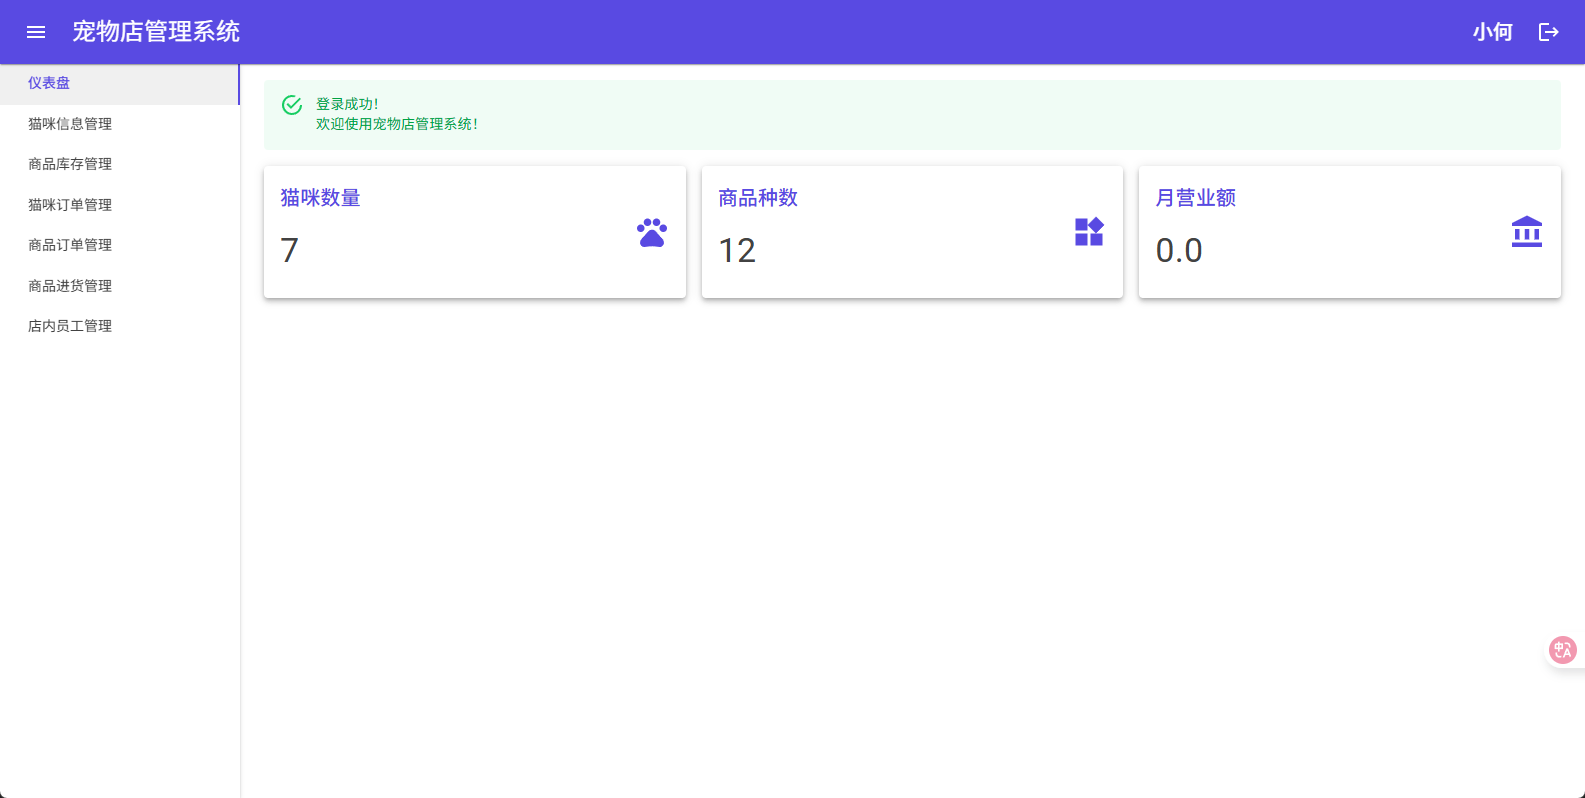 宠物店管理系统
小何
仪表盘
猫咪信息管理
商品库存管理
猫咪订单管理
商品订单管理
商品进货管理
店内员工管理
登录成功！
欢迎使用宠物店管理系统！
猫咪数量
7
商品种数
12
月营业额
0.0
中
A